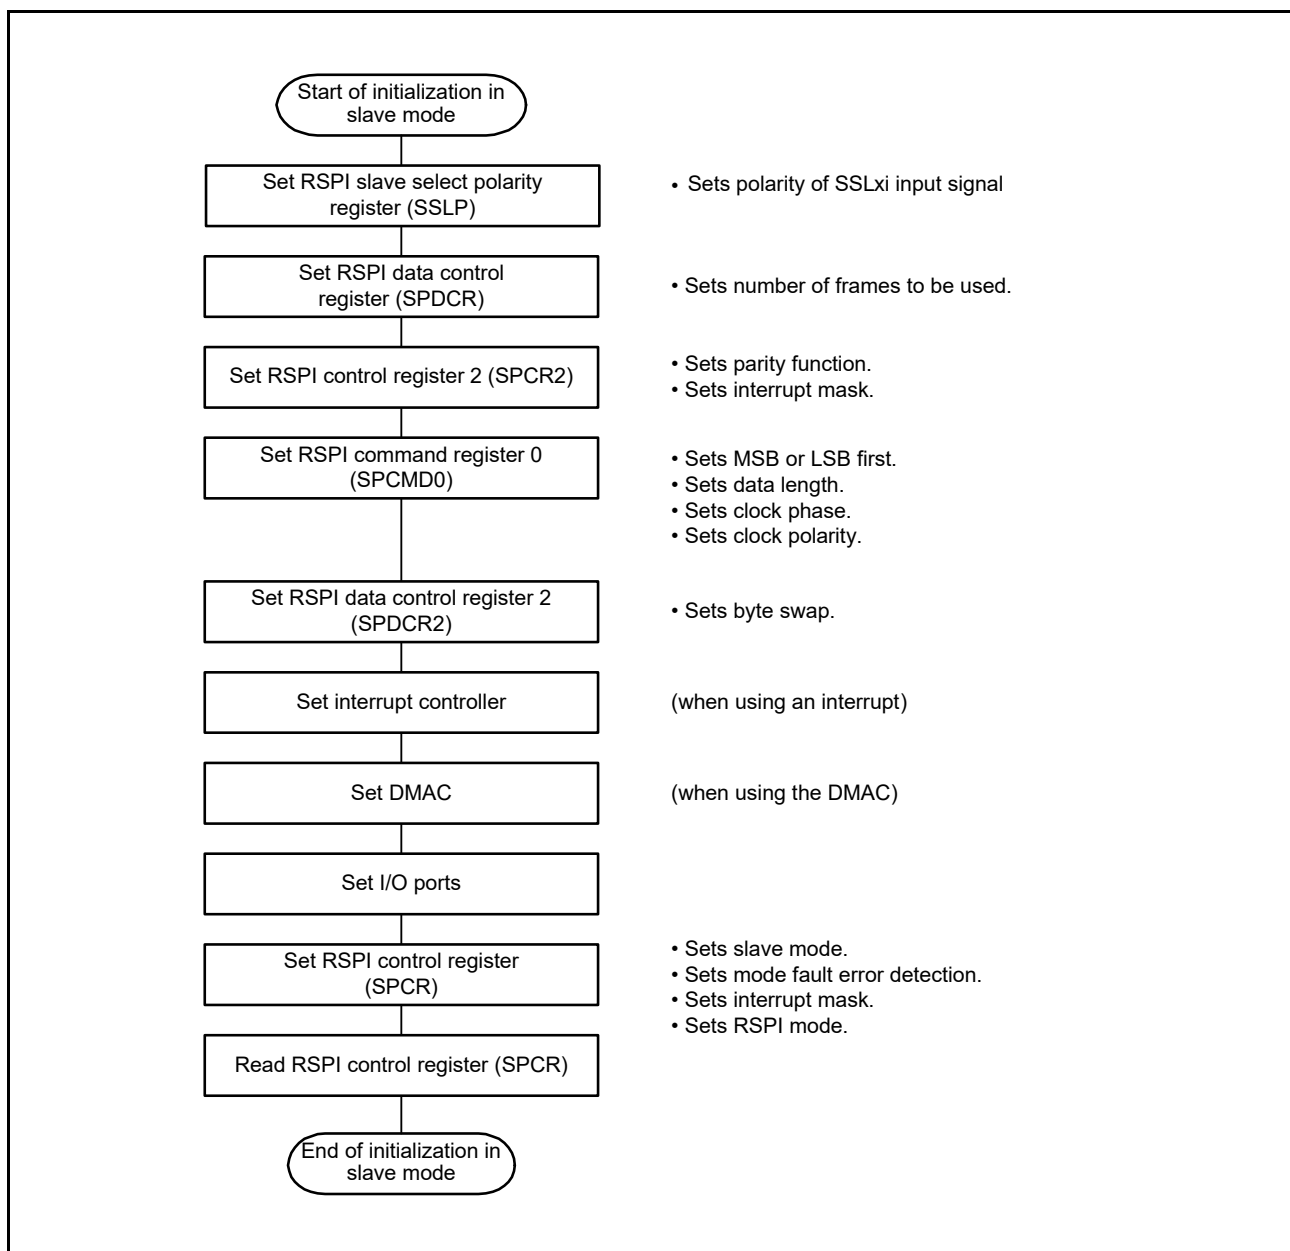 Start of initialization in
slave mode
Set RSPI slave select polarity
register (SSLP)
• Sets polarity of SSLxi input signal
Set RSPI data control
register (SPDCR)
• Sets number of frames to be used.
Set RSPI control register 2 (SPCR2)
• Sets parity function.
• Sets interrupt mask.
Set RSPI command register 0
(SPCMD0)
• Sets MSB or LSB first.
• Sets data length.
• Sets clock phase.
• Sets clock polarity.
Set RSPI data control register 2
(SPDCR2)
• Sets byte swap.
Set interrupt controller
(when using an interrupt)
Set DMAC
(when using the DMAC)
Set I/O ports
Set RSPI control register
(SPCR)
• Sets slave mode.
• Sets mode fault error detection.
• Sets interrupt mask.
• Sets RSPI mode.
Read RSPI control register (SPCR)
End of initialization in
slave mode